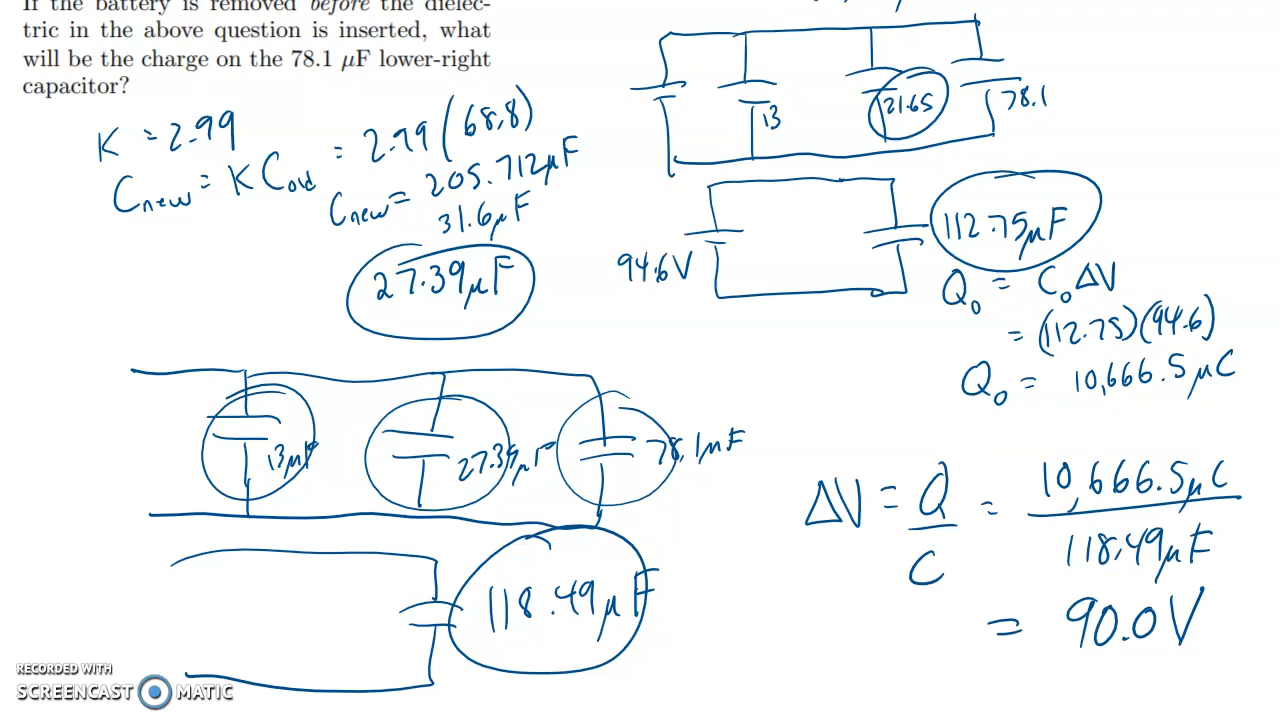 If the battery is removed before the dielec-
tric in the above question is inserted, what
will be the charge on the 78.1 μF lower-right
capacitor?
K = 2.99
Cnew = K Cold
= 2.99 (68.8)
Cnew = 205.712 μF
31.6 μF
27.39 μF
13
21.65
78.1
94.6 V
112.75 μF
Q₀ = C₀ ΔV
= (112.75)(94.6)
Q₀ = 10,666.5 μC
13 μF
27.39 μF
78.1 μF
118.49 μF
ΔV = Q/C = 10,666.5 μC / 118.49 μF
= 90.0 V
RECORDED WITH
SCREENCAST MATIC